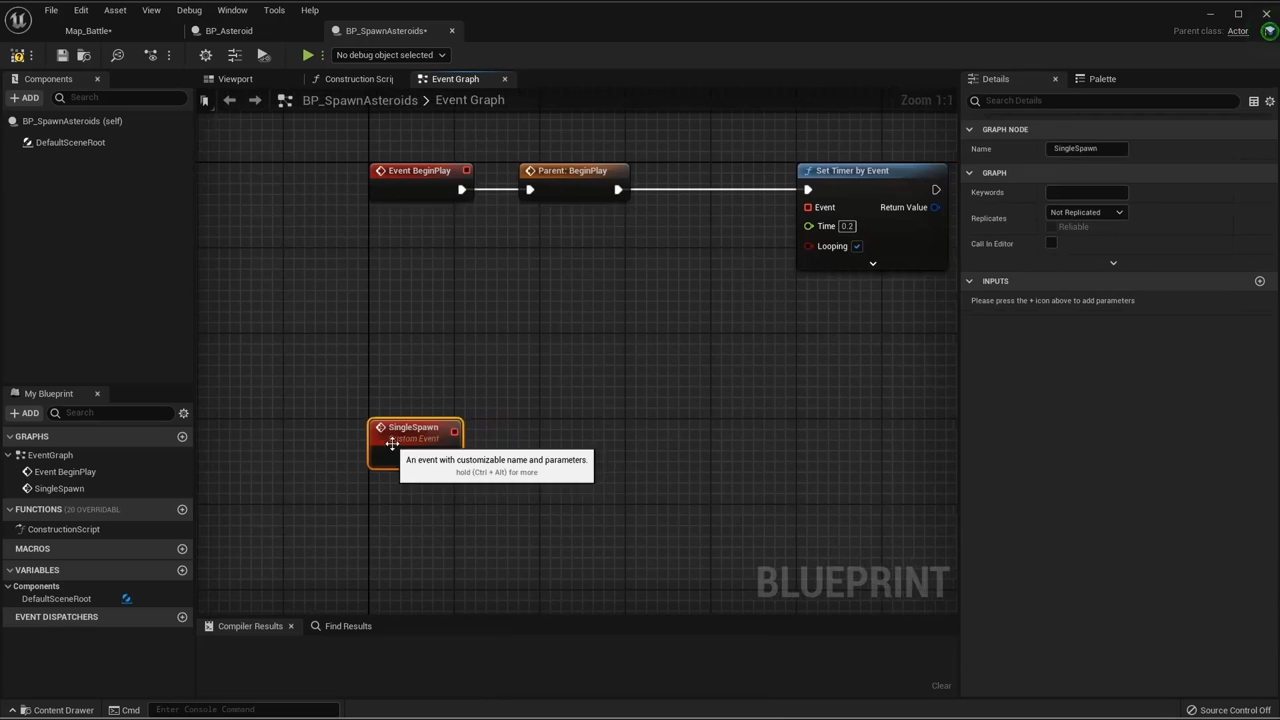 File Edit Asset View Debug Window Tools Help
Map_Battle•
BP_Asteroid
BP_SpawnAsteroids•
Parent class: Actor
No debug object selected
Components
Viewport
Construction Scrip
Event Graph
Details
Palette
ADD
Search
BP_SpawnAsteroids > Event Graph
Zoom 1:1
Search Details
BP_SpawnAsteroids (self)
DefaultSceneRoot
GRAPH NODE
Name
SingleSpawn
GRAPH
Keywords
Replicates
Not Replicated
Reliable
Call In Editor
INPUTS
Please press the + icon above to add parameters
Event BeginPlay
Parent: BeginPlay
Set Timer by Event
Event
Return Value
Time 0.2
Looping
SingleSpawn
Custom Event
An event with customizable name and parameters.
hold (Ctrl + Alt) for more
BLUEPRINT
My Blueprint
ADD
Search
GRAPHS
EventGraph
Event BeginPlay
SingleSpawn
FUNCTIONS (20 OVERRIDABL
ConstructionScript
MACROS
VARIABLES
Components
DefaultSceneRoot
EVENT DISPATCHERS
Compiler Results
Find Results
Clear
Content Drawer
Cmd
Enter Console Command
Source Control Off